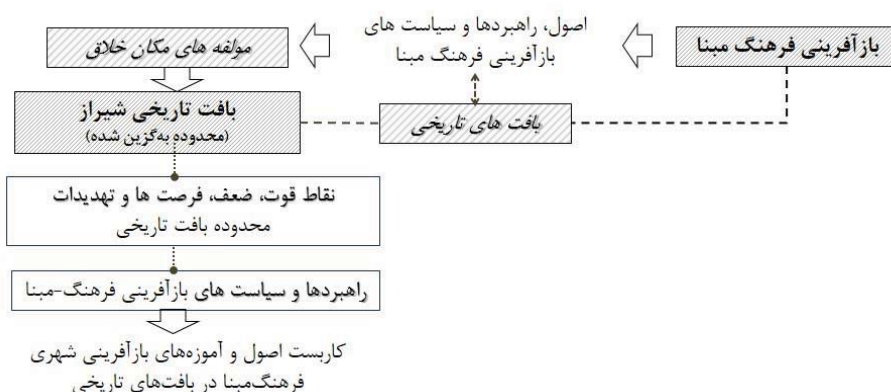 بازآفرینی فرهنگ مبنا
اصول، راهبردها و سیاست های
بازآفرینی فرهنگ مبنا
مولفه های مکان خلاق
بافت های تاریخی
بافت تاریخی شیراز
(محدوده به‌گزین شده)
نقاط قوت، ضعف، فرصت ها و تهدیدات
محدوده بافت تاریخی
راهبردها و سیاست های بازآفرینی فرهنگ-مبنا
کاربست اصول و آموزه‌های بازآفرینی شهری
فرهنگ‌مبنا در بافت‌های تاریخی